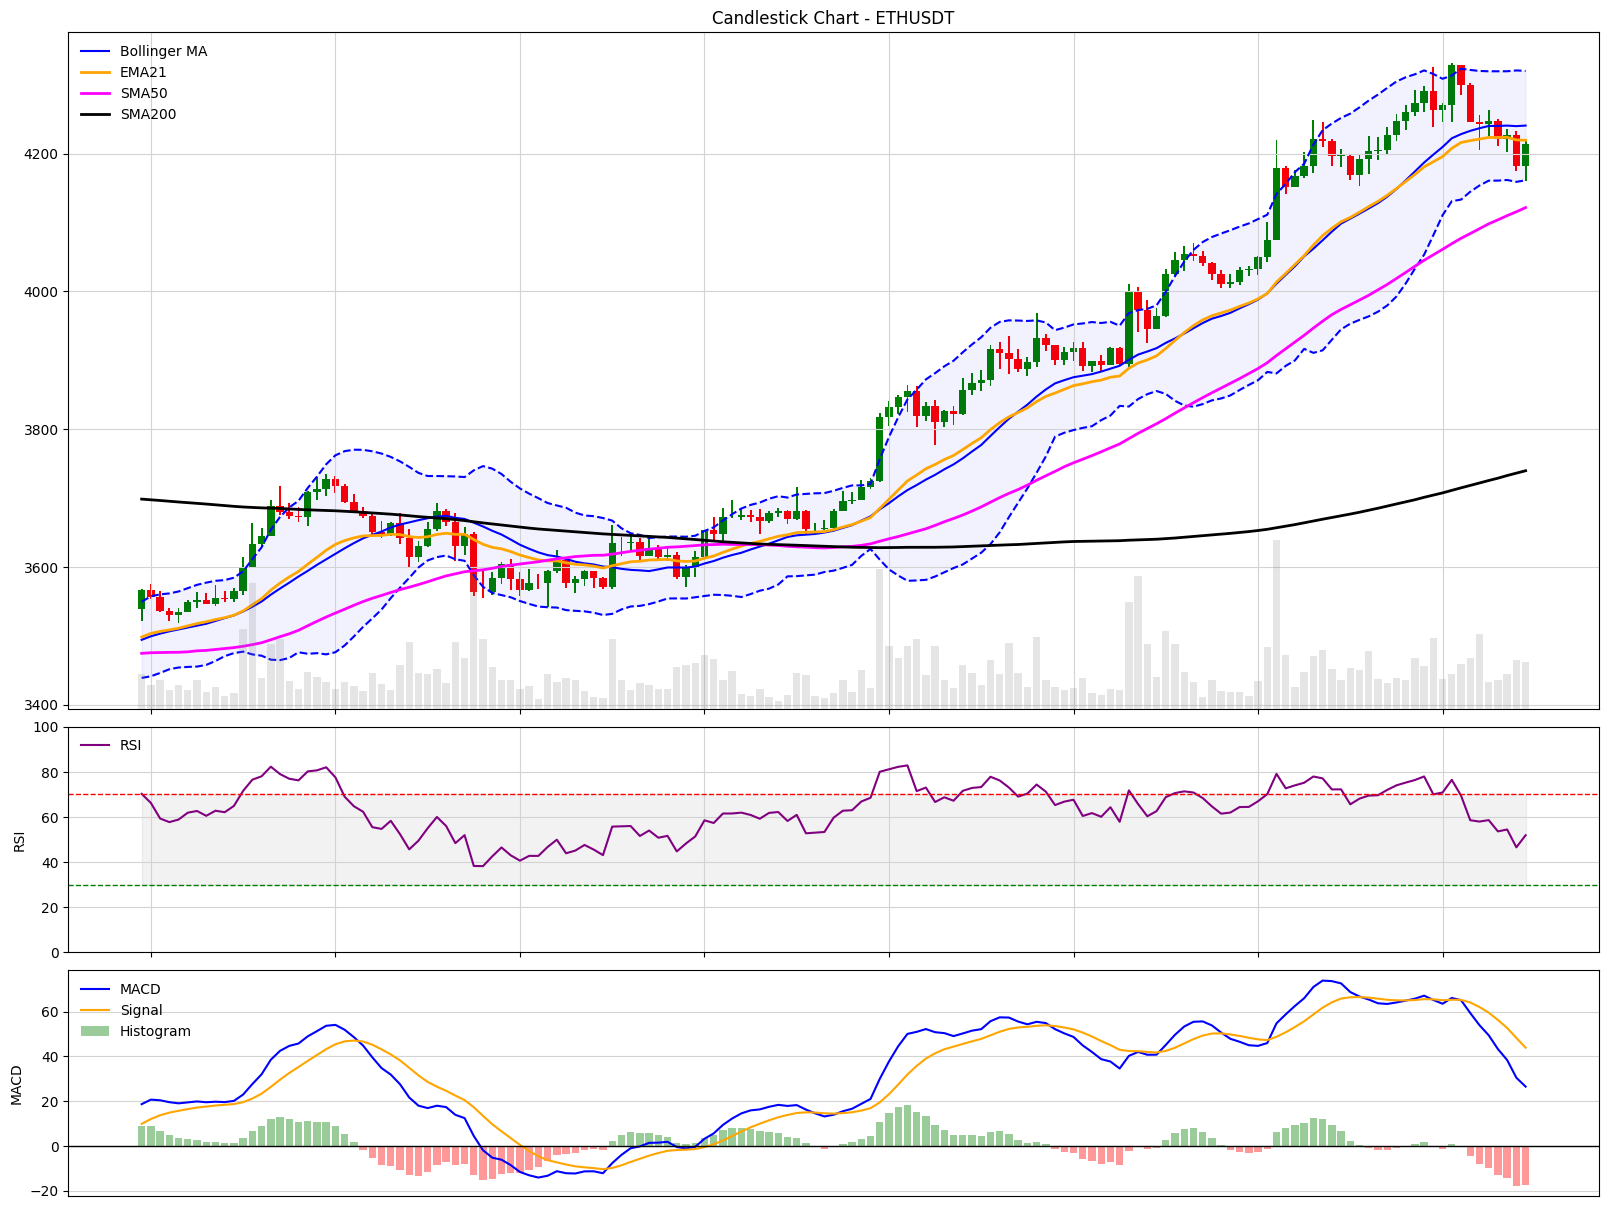 Candlestick Chart - ETHUSDT
Bollinger MA
EMA21
SMA50
SMA200
4200
4000
3800
3600
3400
RSI
100
80
60
40
20
0
RSI
MACD
Signal
Histogram
60
40
20
0
−20
MACD